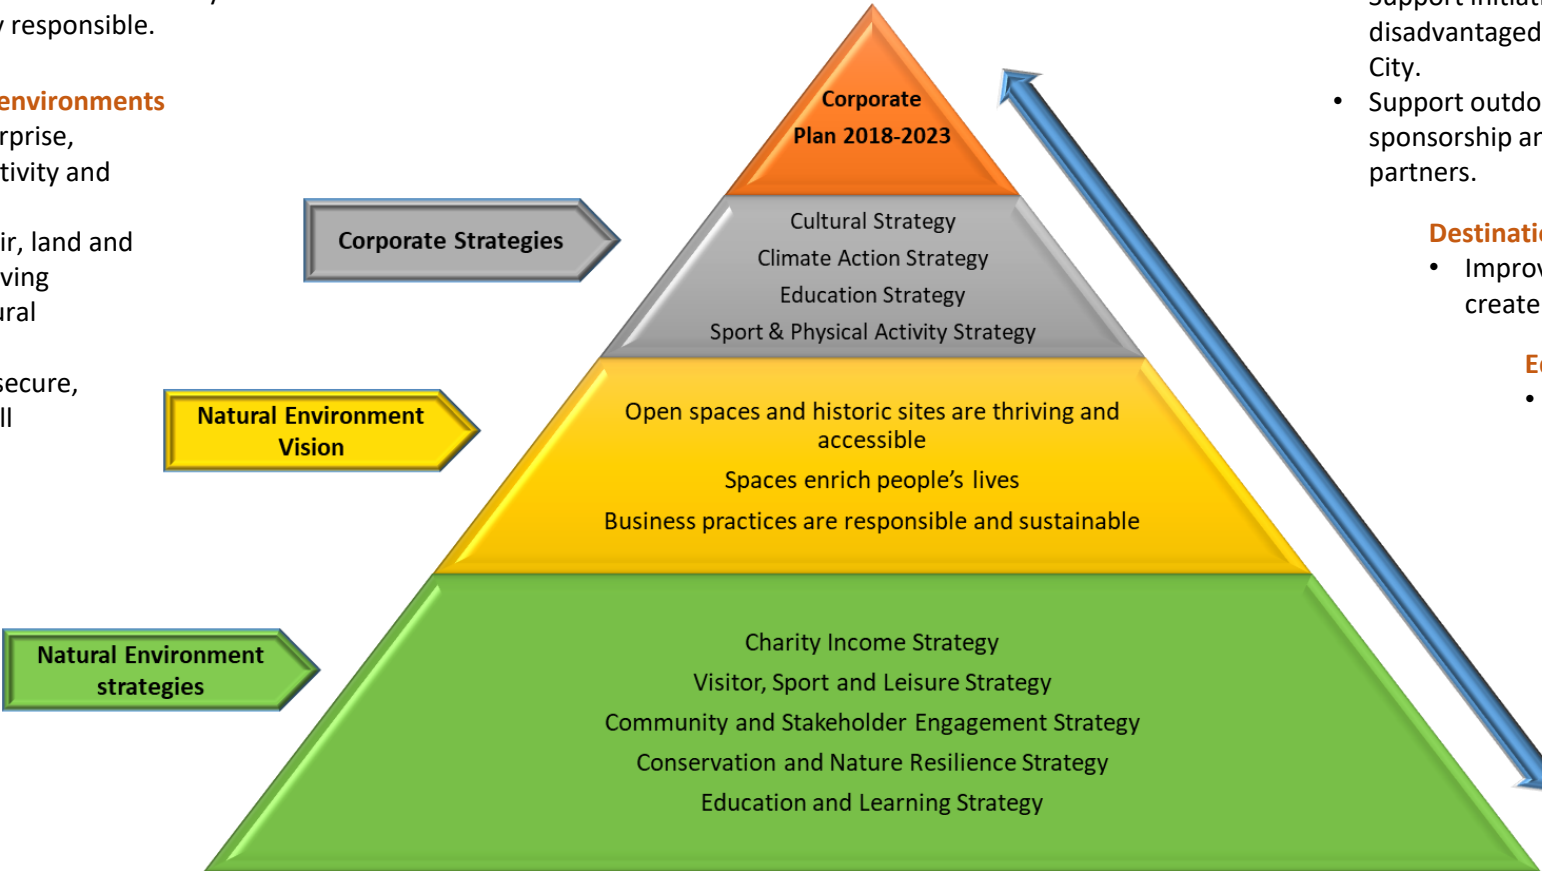 y responsible.
environments
rprise,
tivity and
ir, land and
ving
ural
secure,
ll
Corporate
Plan 2018-2023
Corporate Strategies
Cultural Strategy
Climate Action Strategy
Education Strategy
Sport & Physical Activity Strategy
Natural Environment
Vision
Open spaces and historic sites are thriving and
accessible
Spaces enrich people’s lives
Business practices are responsible and sustainable
Natural Environment
strategies
Charity Income Strategy
Visitor, Sport and Leisure Strategy
Community and Stakeholder Engagement Strategy
Conservation and Nature Resilience Strategy
Education and Learning Strategy
Support initiati
disadvantaged
City.
• Support outdo
sponsorship a
partners.
Destinati
• Improv
create
E
•